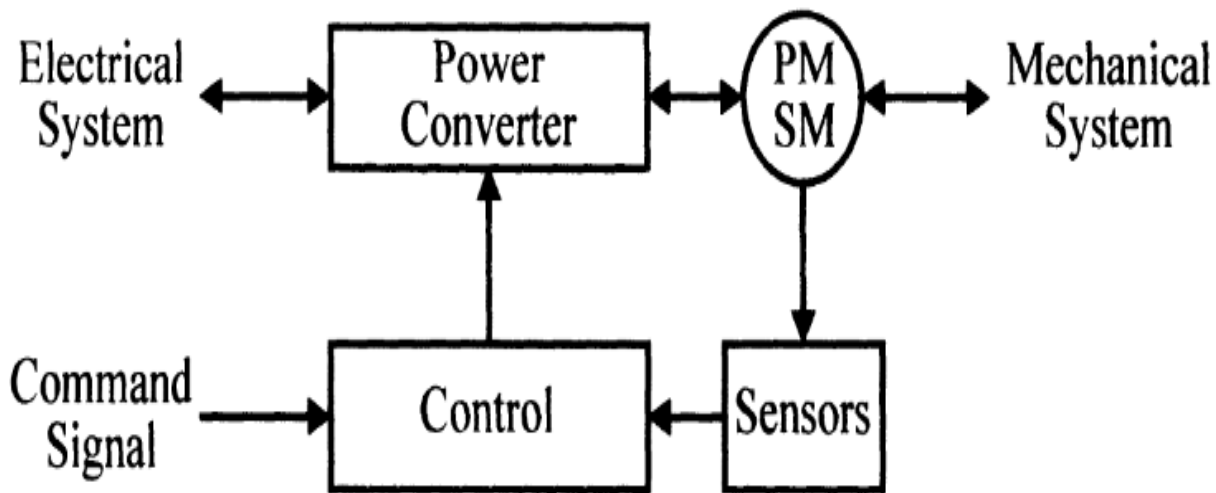 Electrical
System
Power
Converter
PM
SM
Mechanical
System
Command
Signal
Control
Sensors